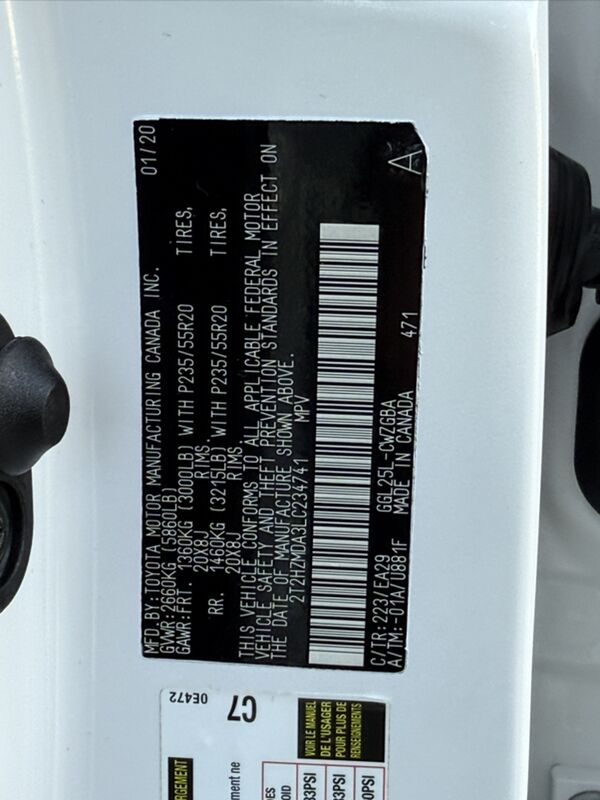 MFD.BY:TOYOTA MOTOR MANUFACTURING CANADA INC. 01/20
GVWR:2660KG (5860LB)
GAWR:FRT. 1360KG (3000LB) WITH P235/55R20 TIRES,
20X8J RIMS.
RR. 1460KG (3215LB) WITH P235/55R20 TIRES,
20X8J RIMS.
THIS VEHICLE CONFORMS TO ALL APPLICABLE FEDERAL MOTOR
VEHICLE SAFETY AND THEFT PREVENTION STANDARDS IN EFFECT ON
THE DATE OF MANUFACTURE SHOWN ABOVE.
2T2HZMDA3LC234741 MPV
A
C/TR:223/EA29 GGL25L-CWZGBA 471
A/TM:-01A/U881F MADE IN CANADA
C7
0E472
VOIR LE MANUEL
DE L'USAGER
POUR PLUS DE
RENSEIGNEMENTS